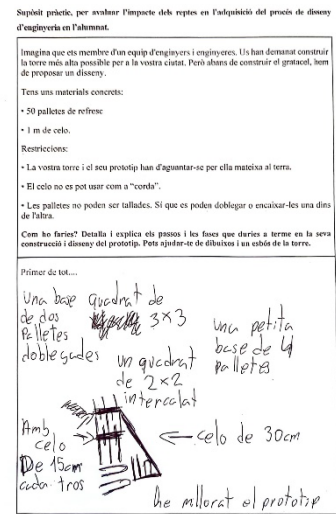 Supòsit pràctic, per avaluar l'impacte dels reptes en l'adquisició del procés de disseny
d'enginyeria en l'alumnat.
Imagina que ets membre d'un equip d'enginyers i enginyeres. Us han demanat construir
la torre més alta possible per a la vostra ciutat. Però abans de construir el gratacel, hem
de proposar un disseny.
Tens uns materials concrets:
• 50 palletes de refresc
• 1 m de celo.
Restriccions:
• La vostra torre i el seu prototip han d'aguantar-se per ella mateixa al terra.
• El celo no es pot usar com a "corda".
• Les palletes no poden ser tallades. Sí que es poden doblegar o encaixar-les una dins
de l'altra.
Com ho faries? Detalla i explica els passos i les fases que duries a terme en la seva
construcció i disseny del prototip. Pots ajudar-te de dibuixos i un esbós de la torre.
Primer de tot....
Una base quadrat de
de dos 3x3
Palletes
doblegades
un quadrat
de 2x2
intercalat
una petita
base de 4
palletes
Amb
celo
De 15cm
cada tros
celo de 30cm
he millorat el prototip